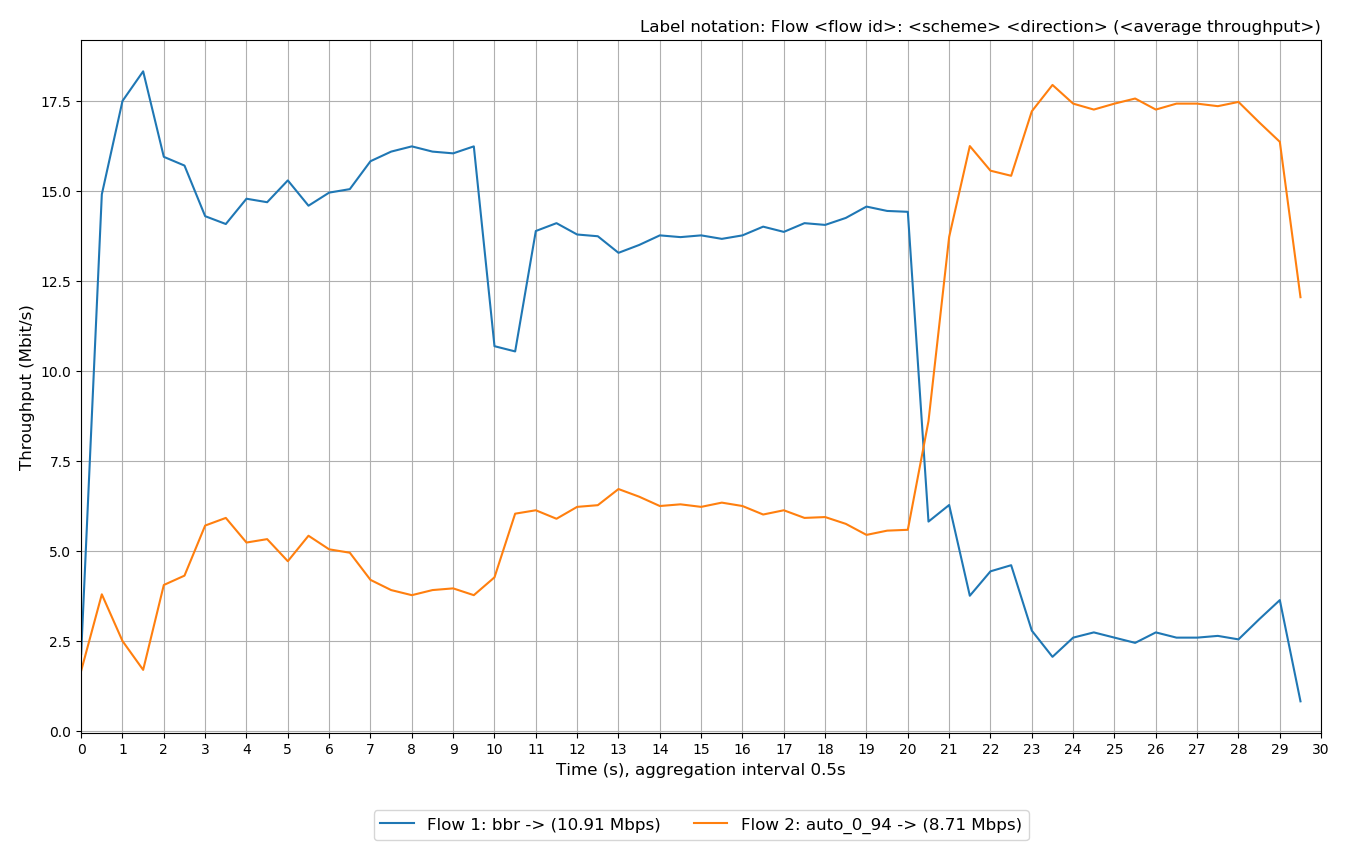 Label notation: Flow <flow id>: <scheme> <direction> (<average throughput>)
17.5
15.0
12.5
10.0
7.5
5.0
2.5
0.0
Throughput (Mbit/s)
0 1 2 3 4 5 6 7 8 9 10 11 12 13 14 15 16 17 18 19 20 21 22 23 24 25 26 27 28 29 30
Time (s), aggregation interval 0.5s
Flow 1: bbr -> (10.91 Mbps) Flow 2: auto_0_94 -> (8.71 Mbps)